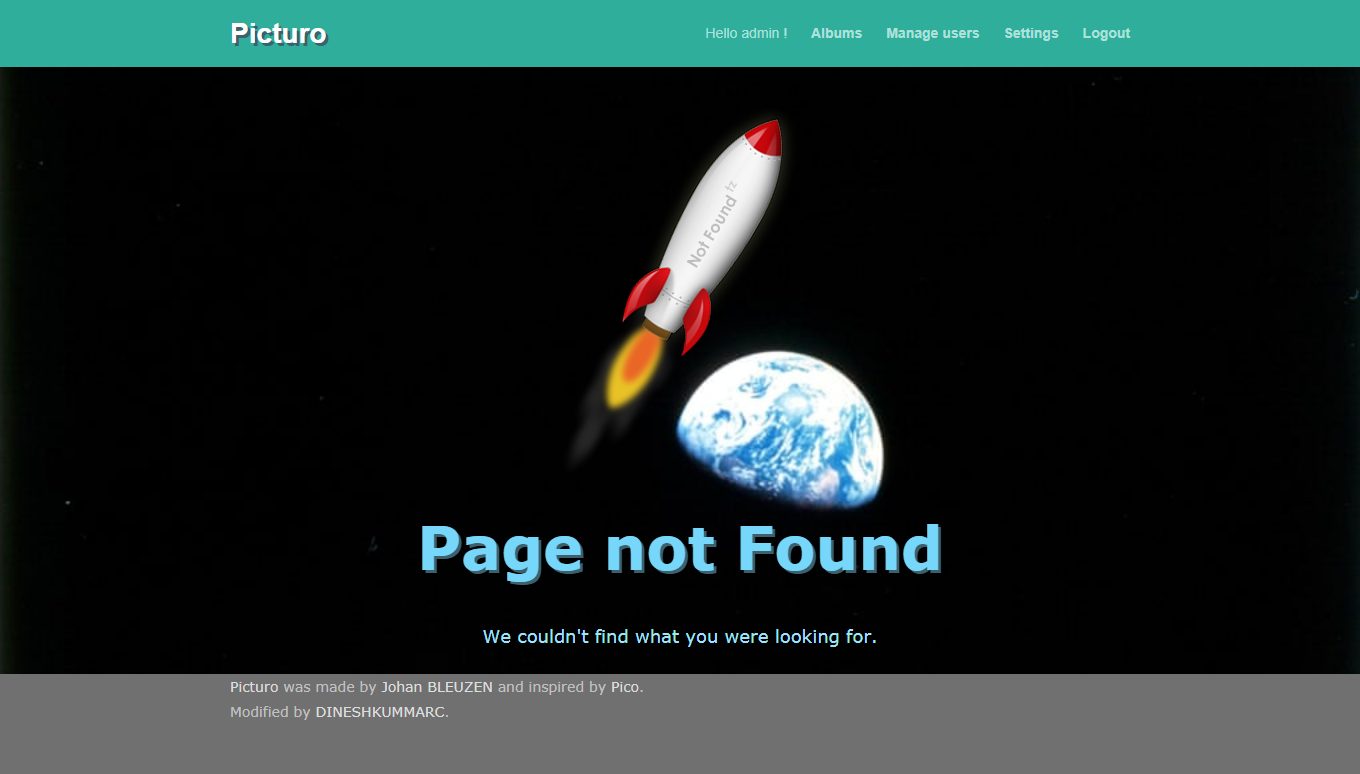 Picturo
Hello admin ! Albums Manage users Settings Logout
Not Found tz
Page not Found
We couldn't find what you were looking for.
Picturo was made by Johan BLEUZEN and inspired by Pico.
Modified by DINESHKUMMARC.